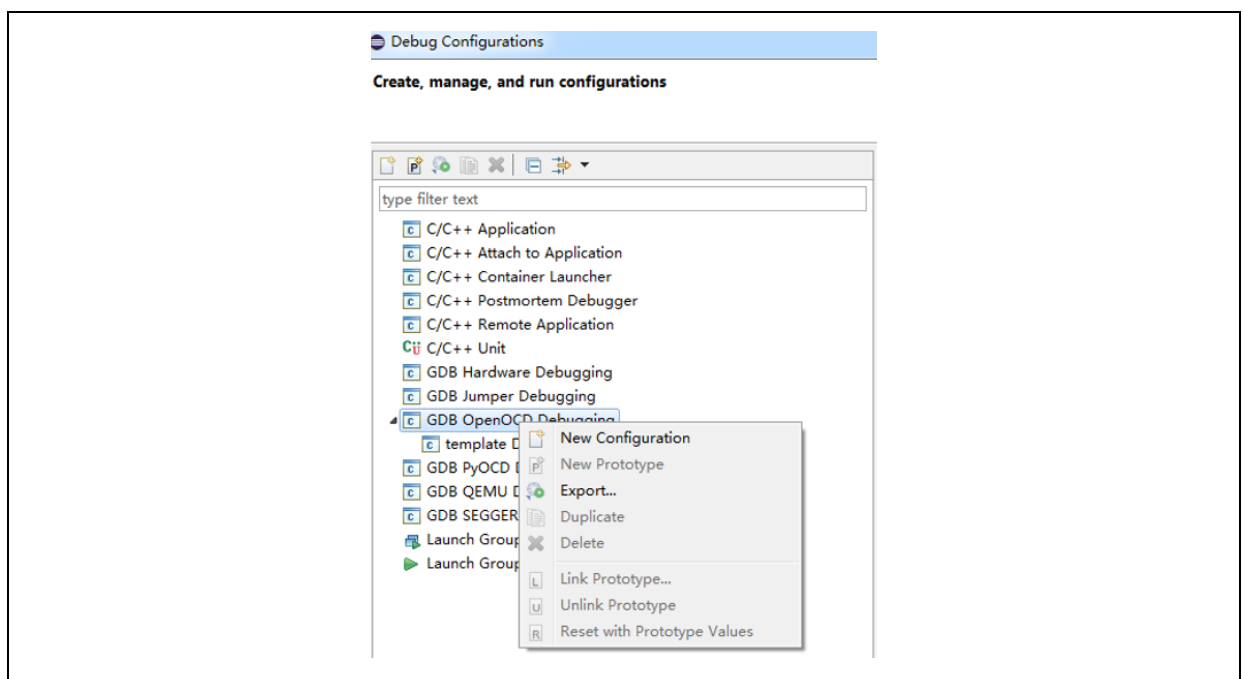 Debug Configurations
Create, manage, and run configurations
type filter text
C/C++ Application
C/C++ Attach to Application
C/C++ Container Launcher
C/C++ Postmortem Debugger
C/C++ Remote Application
C/C++ Unit
GDB Hardware Debugging
GDB Jumper Debugging
GDB OpenOCD Debugging
template
GDB PyOCD
GDB QEMU
GDB SEGGER
Launch Group
Launch Group
New Configuration
New Prototype
Export...
Duplicate
Delete
Link Prototype...
Unlink Prototype
Reset with Prototype Values